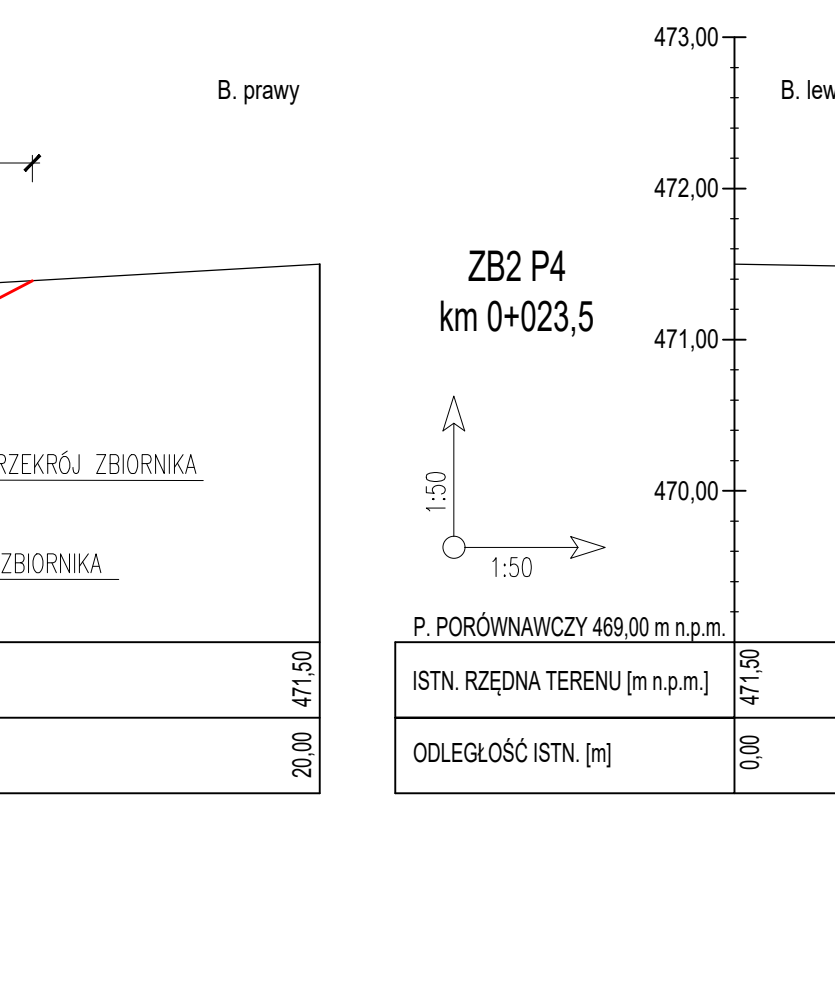 B. prawy
RZEKRÓJ ZBIORNIKA
ZBIORNIKA
471,50
20,00
473,00
B. lew
472,00
ZB2 P4
km 0+023,5
471,00
470,00
1:50
1:50
P. PORÓWNAWCZY 469,00 m n.p.m.
ISTN. RZĘDNA TERENU [m n.p.m.]
471,50
ODLEGŁOŚĆ ISTN. [m]
0,00